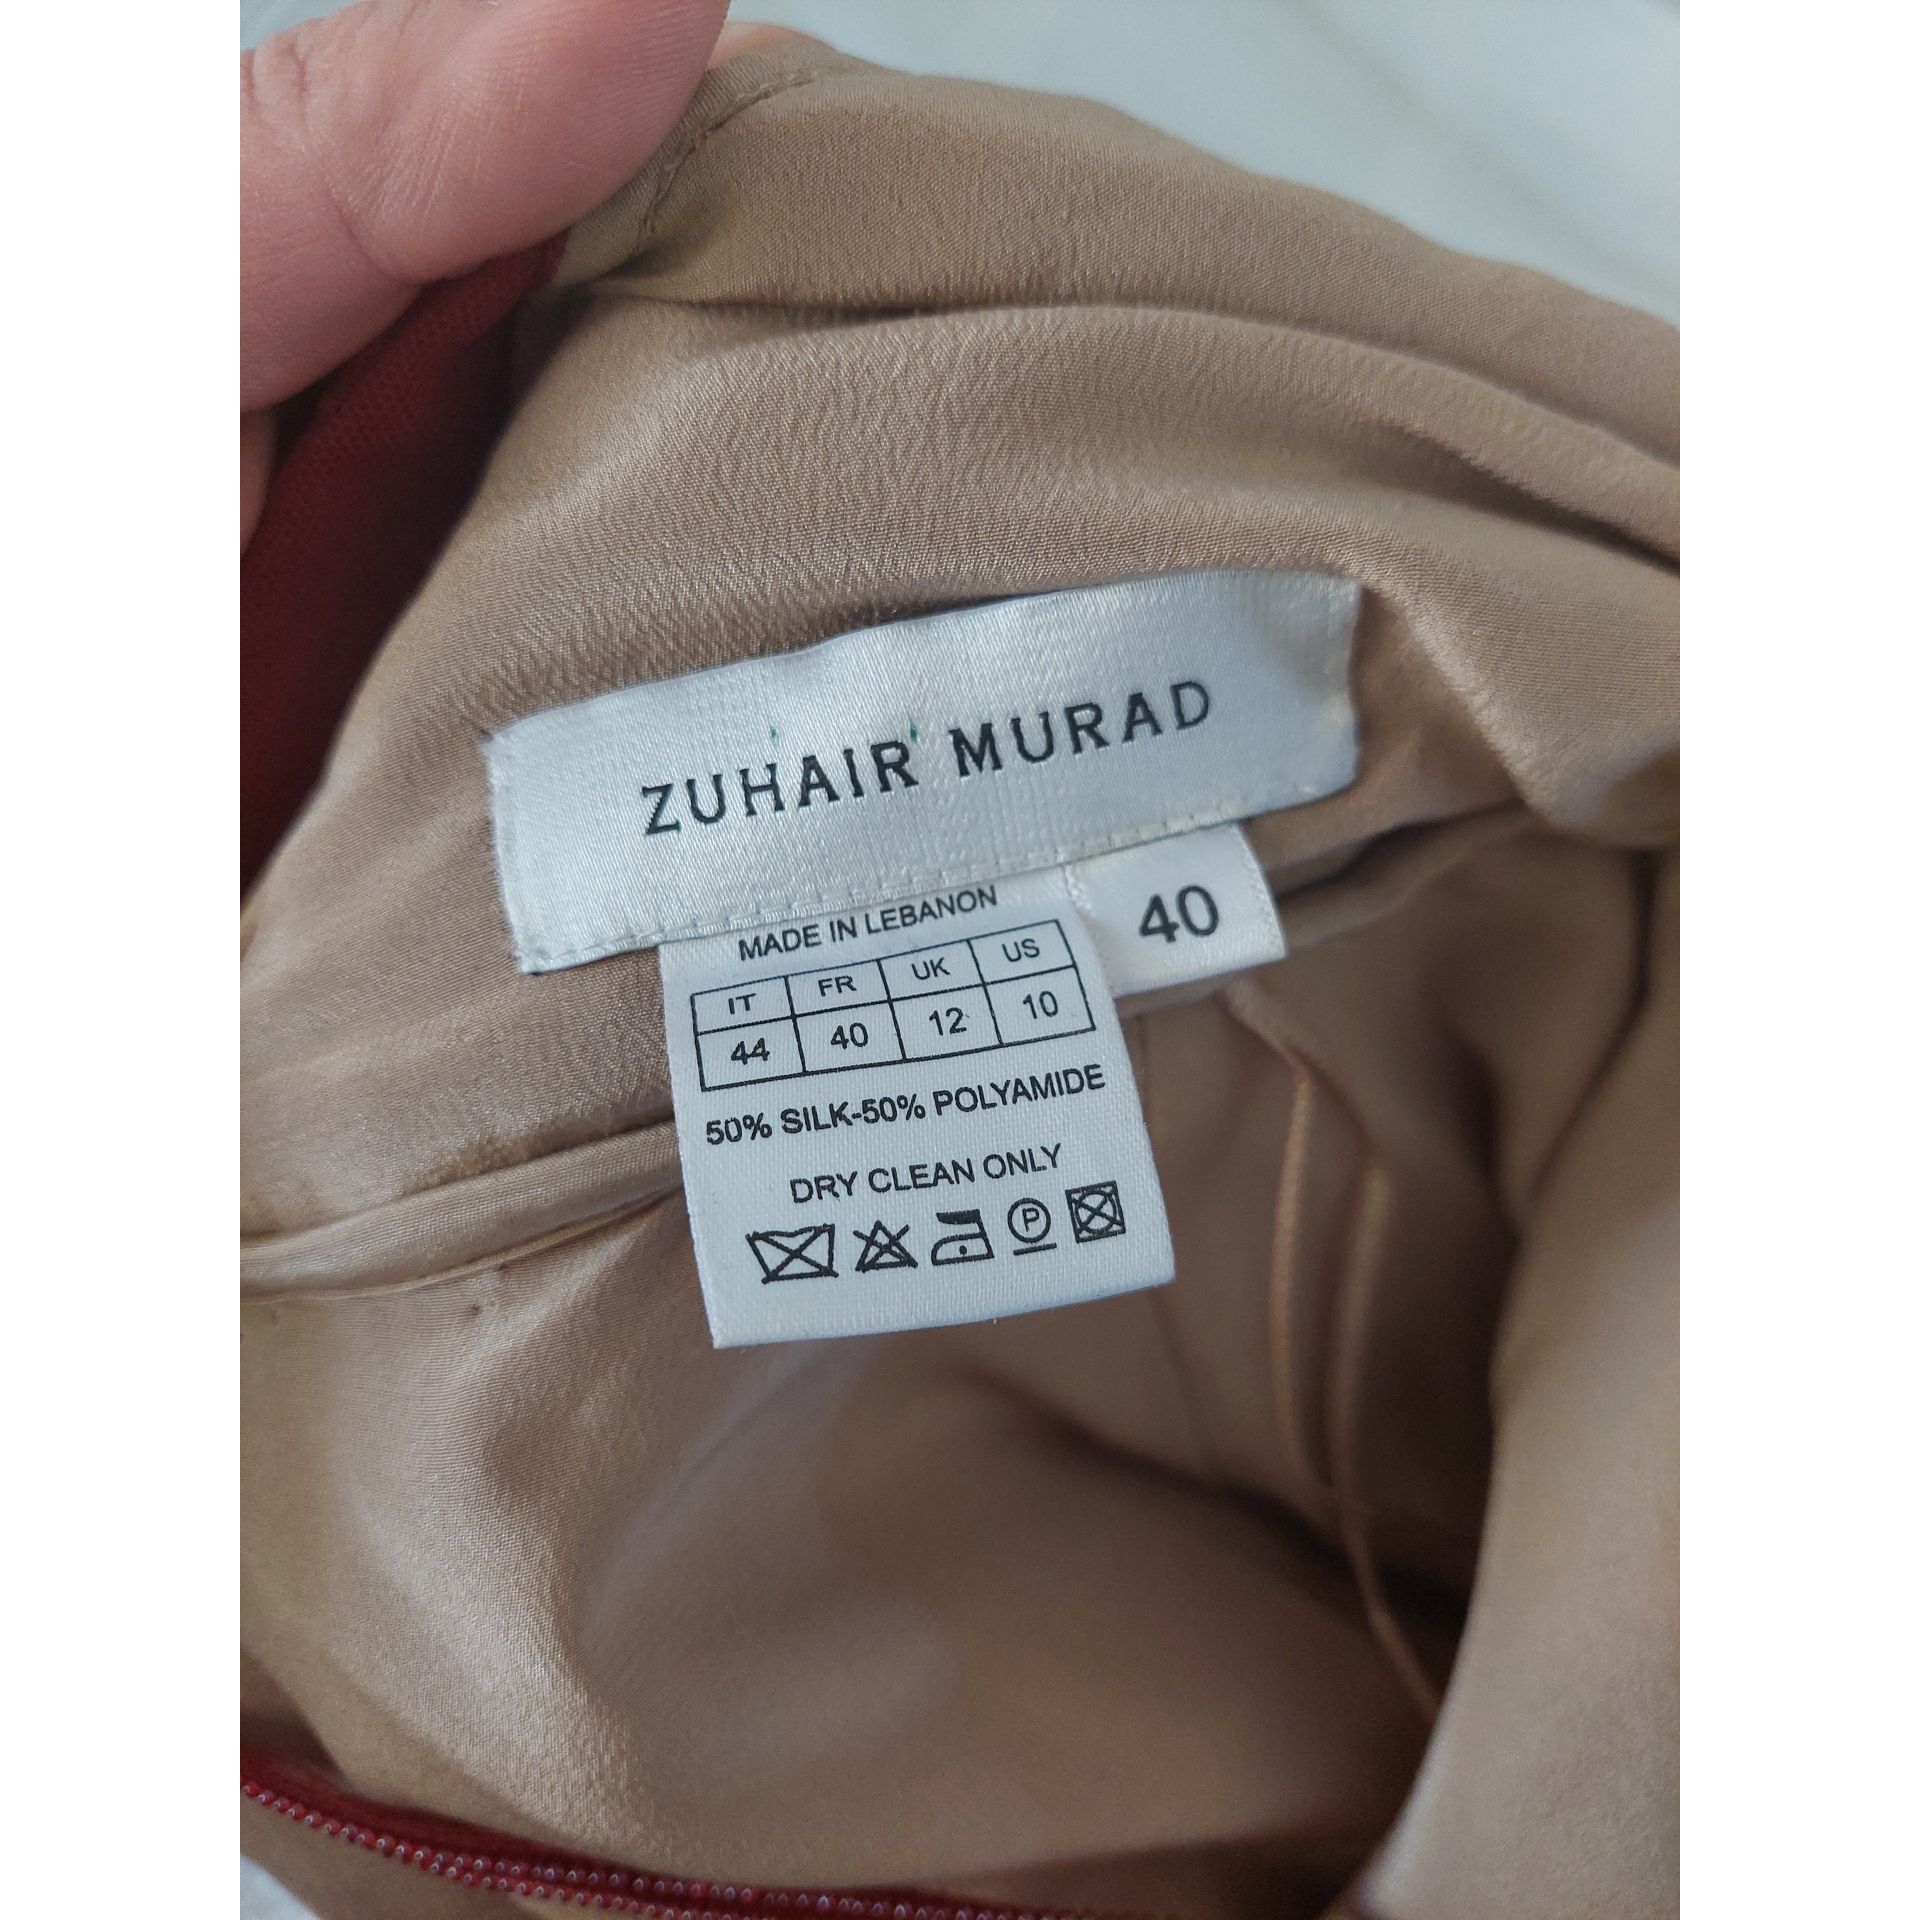 ZUHAIR MURAD
40
MADE IN LEBANON
IT FR UK US
44 40 12 10
50% SILK-50% POLYAMIDE
DRY CLEAN ONLY
P